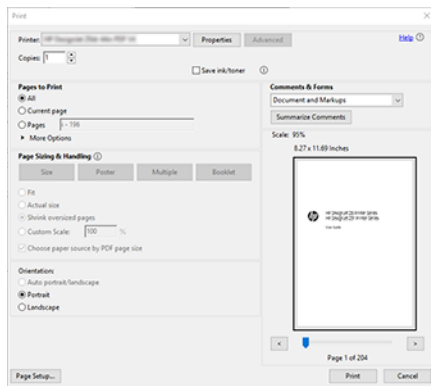 Print
Printer:
Properties
Advanced
Help
Copies:
1
Save ink/toner
Pages to Print
All
Current page
Pages
i - 196
More Options
Page Sizing & Handling
Size
Poster
Multiple
Booklet
Fit
Actual size
Shrink oversized pages
Custom Scale:
100
%
Choose paper source by PDF page size
Orientation:
Auto portrait/landscape
Portrait
Landscape
Comments & Forms
Document and Markups
Summarize Comments
Scale: 95%
8.27 x 11.69 Inches
hp
User Guide
<
>
Page 1 of 204
Page Setup...
Print
Cancel